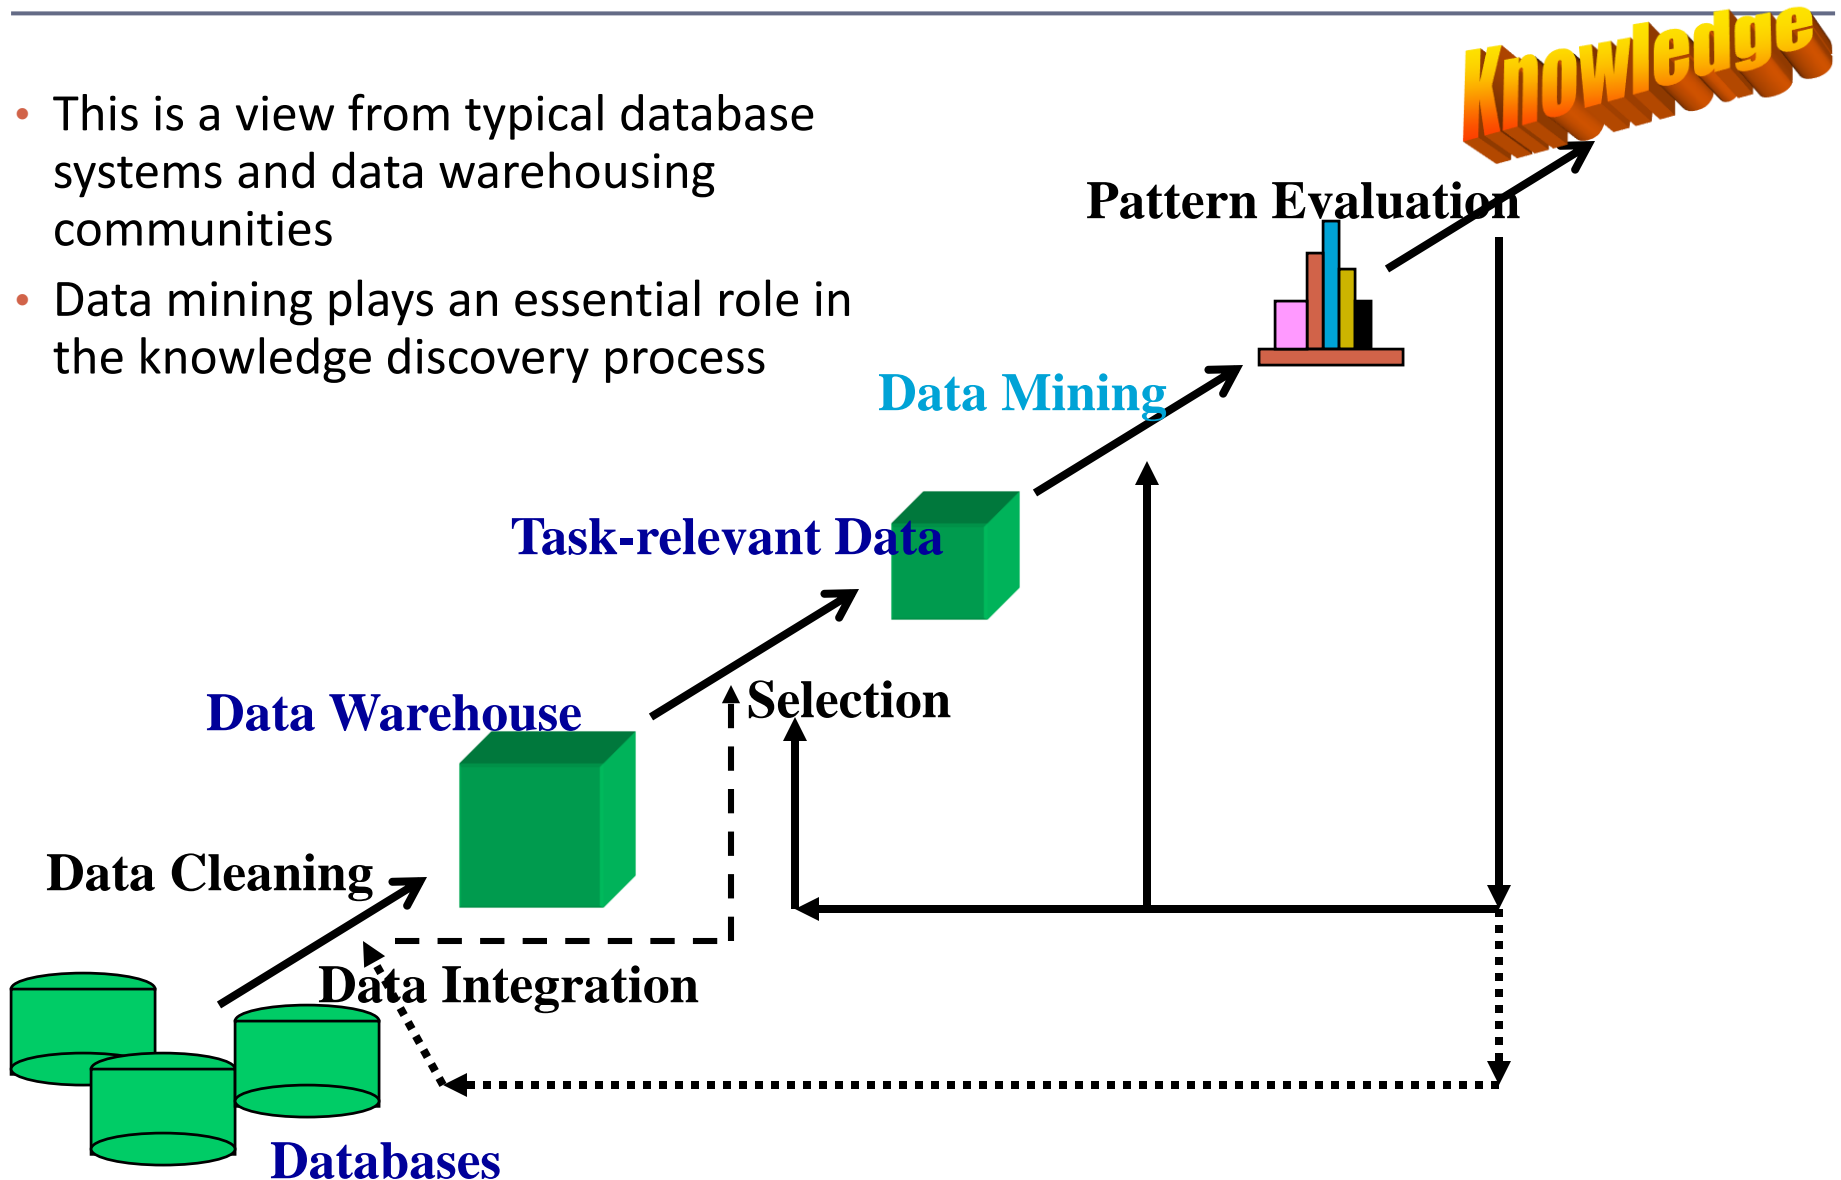 Knowledge
• This is a view from typical database
systems and data warehousing
communities
• Data mining plays an essential role in
the knowledge discovery process
Pattern Evaluation
Data Mining
Task-relevant Data
Selection
Data Warehouse
Data Cleaning
Data Integration
Databases